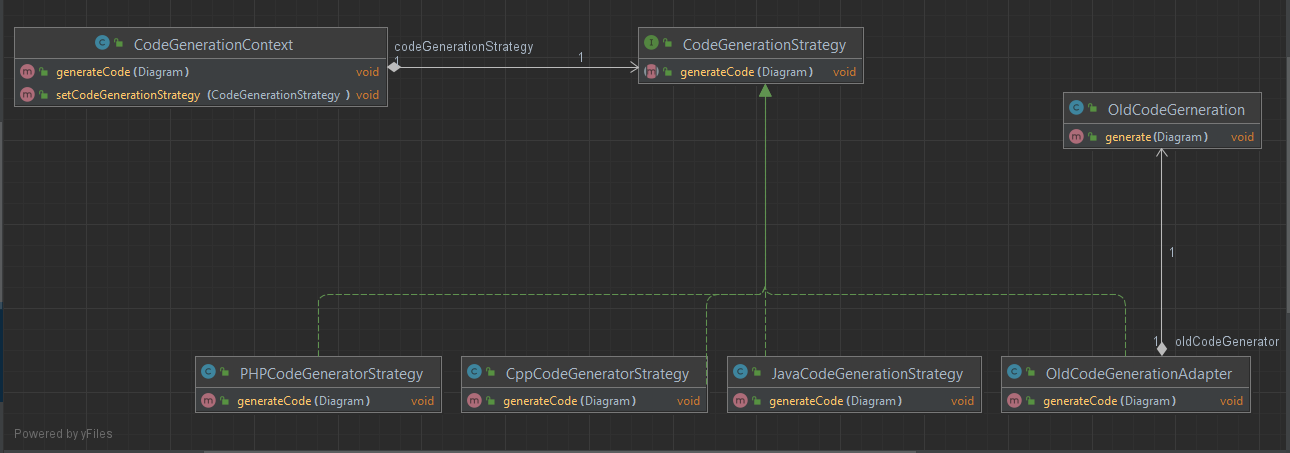 CodeGenerationContext
generateCode(Diagram) void
setCodeGenerationStrategy (CodeGenerationStrategy ) void
codeGenerationStrategy
1
1
CodeGenerationStrategy
generateCode(Diagram) void
OldCodeGerneration
generate(Diagram) void
1
1
oldCodeGenerator
PHPCodeGeneratorStrategy
generateCode(Diagram) void
CppCodeGeneratorStrategy
generateCode(Diagram) void
JavaCodeGenerationStrategy
generateCode(Diagram) void
OldCodeGenerationAdapter
generateCode(Diagram) void
Powered by yFiles